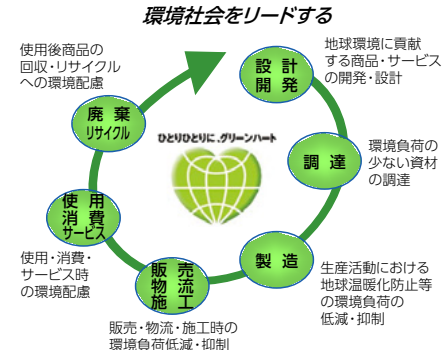 環境社会をリードする
地球環境に貢献
する商品・サービス
の開発・設計
設計
開発
環境負荷の
少ない資材
の調達
調達
生産活動における
地球温暖化防止等
の環境負荷の
低減・抑制
製造
販売
物流
施工
販売・物流・施工時の
環境負荷低減・抑制
使用
消費
サービス
使用・消費・
サービス時
の環境配慮
廃棄
リサイクル
使用後商品の
回収・リサイクル
への環境配慮
ひとりひとりに、グリーンハート